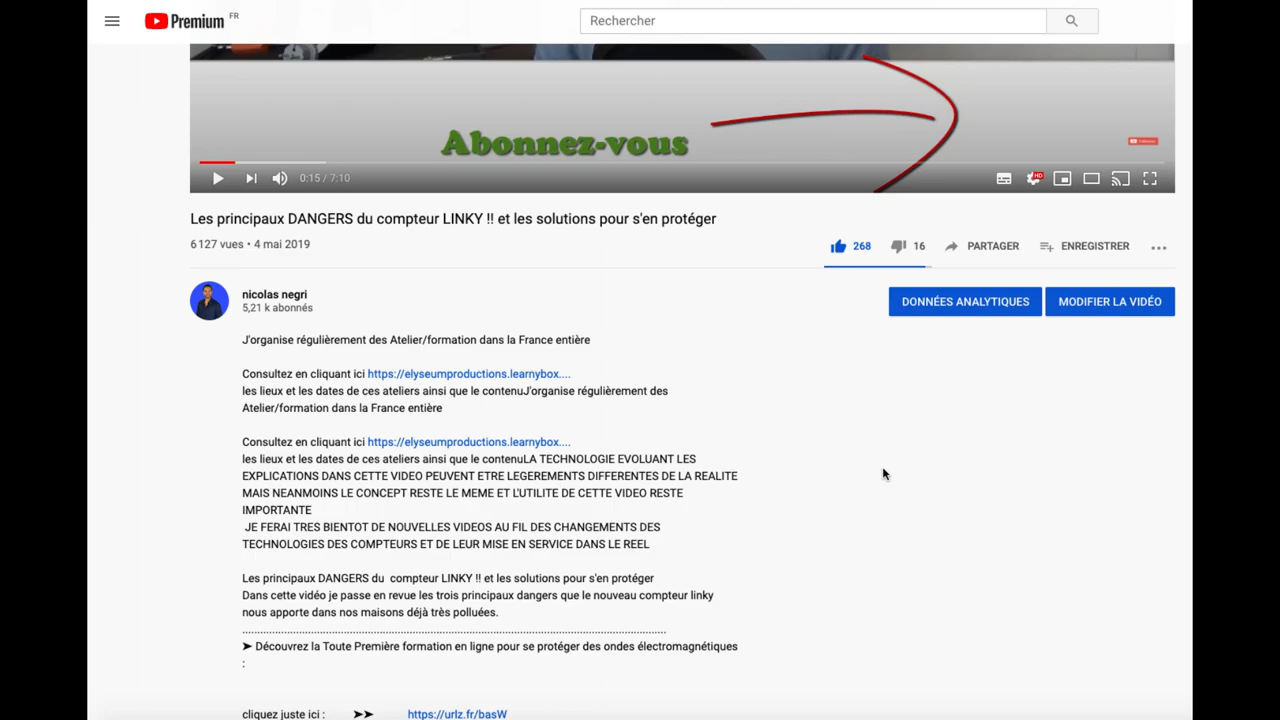 Premium FR
Rechercher
Abonnez-vous
0:15 / 7:10
HD
Les principaux DANGERS du compteur LINKY !! et les solutions pour s'en protéger
6 127 vues • 4 mai 2019
268
16
PARTAGER
ENREGISTRER
nicolas negri
5,21 k abonnés
DONNÉES ANALYTIQUES
MODIFIER LA VIDÉO
J'organise régulièrement des Atelier/formation dans la France entière
Consultez en cliquant ici https://elyseumproductions.learnybox....
les lieux et les dates de ces ateliers ainsi que le contenuJ'organise régulièrement des
Atelier/formation dans la France entière
Consultez en cliquant ici https://elyseumproductions.learnybox....
les lieux et les dates de ces ateliers ainsi que le contenuLA TECHNOLOGIE EVOLUANT LES
EXPLICATIONS DANS CETTE VIDEO PEUVENT ETRE LEGEREMENTS DIFFERENTES DE LA REALITE
MAIS NEANMOINS LE CONCEPT RESTE LE MEME ET L'UTILITE DE CETTE VIDEO RESTE
IMPORTANTE
JE FERAI TRES BIENTOT DE NOUVELLES VIDEOS AU FIL DES CHANGEMENTS DES
TECHNOLOGIES DES COMPTEURS ET DE LEUR MISE EN SERVICE DANS LE REEL
Les principaux DANGERS du compteur LINKY !! et les solutions pour s'en protéger
Dans cette vidéo je passe en revue les trois principaux dangers que le nouveau compteur linky
nous apporte dans nos maisons déjà très polluées.
................................................................................................................................................
➤ Découvrez la Toute Première formation en ligne pour se protéger des ondes électromagnétiques
:
cliquez juste ici : ➤➤ https://urlz.fr/basW